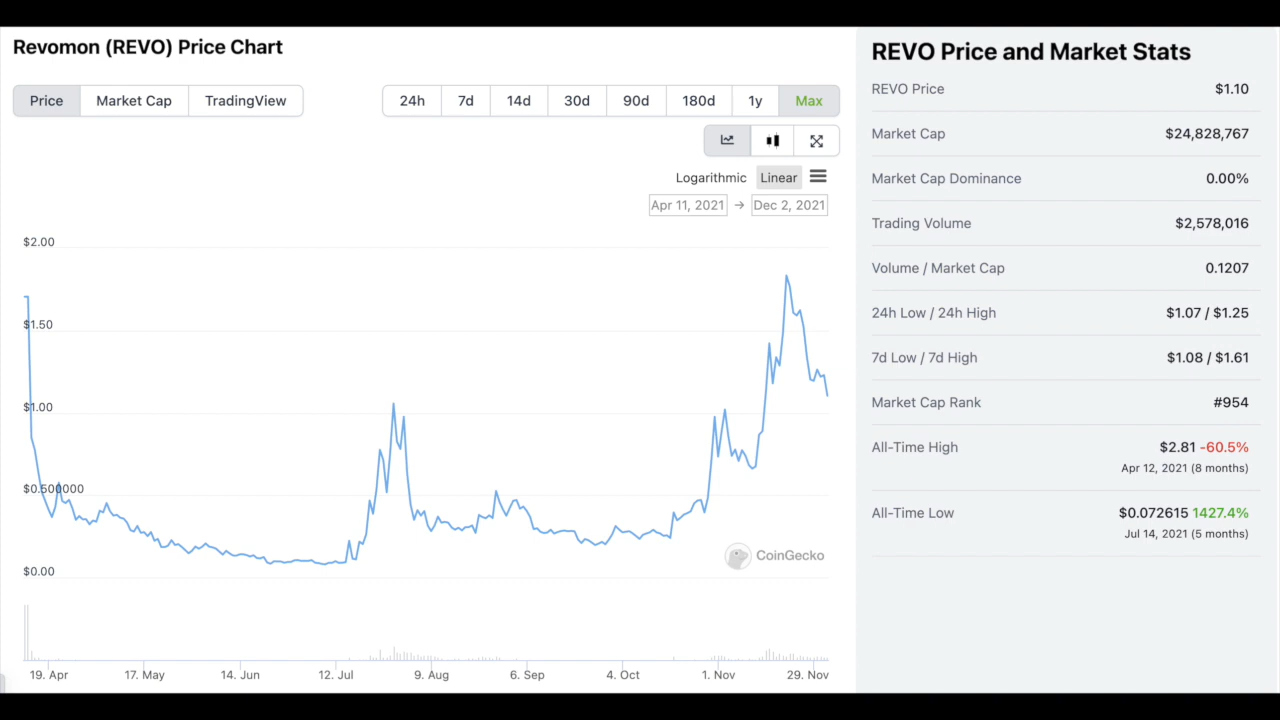 Revomon (REVO) Price Chart
Price Market Cap TradingView
24h 7d 14d 30d 90d 180d 1y Max
Logarithmic Linear
Apr 11, 2021 → Dec 2, 2021
$2.00
$1.50
$1.00
$0.500000
$0.00
CoinGecko
19. Apr 17. May 14. Jun 12. Jul 9. Aug 6. Sep 4. Oct 1. Nov 29. Nov
REVO Price and Market Stats
REVO Price $1.10
Market Cap $24,828,767
Market Cap Dominance 0.00%
Trading Volume $2,578,016
Volume / Market Cap 0.1207
24h Low / 24h High $1.07 / $1.25
7d Low / 7d High $1.08 / $1.61
Market Cap Rank #954
All-Time High $2.81 -60.5%
Apr 12, 2021 (8 months)
All-Time Low $0.072615 1427.4%
Jul 14, 2021 (5 months)